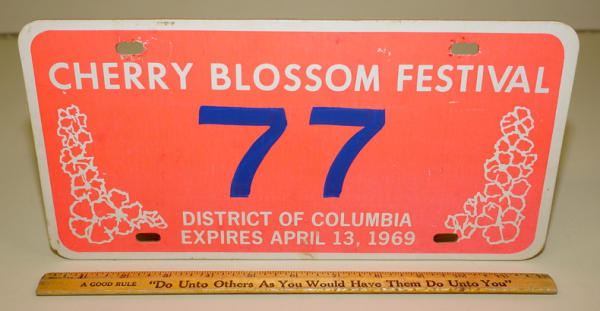 CHERRY BLOSSOM FESTIVAL
77
DISTRICT OF COLUMBIA
EXPIRES APRIL 13, 1969
A GOOD RULE "Do Unto Others As You Would Have Them Do Unto You"